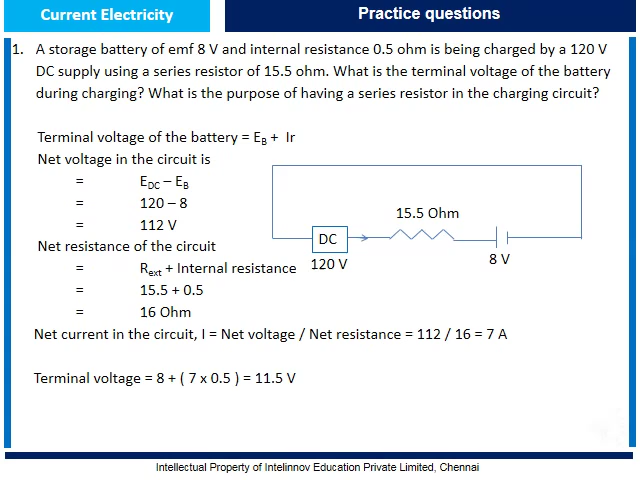 Current Electricity
Practice questions
1. A storage battery of emf 8 V and internal resistance 0.5 ohm is being charged by a 120 V
DC supply using a series resistor of 15.5 ohm. What is the terminal voltage of the battery
during charging? What is the purpose of having a series resistor in the charging circuit?
Terminal voltage of the battery = EB + Ir
Net voltage in the circuit is
= EDC – EB
= 120 – 8
= 112 V
Net resistance of the circuit
= Rext + Internal resistance
= 15.5 + 0.5
= 16 Ohm
15.5 Ohm
DC
120 V
8 V
Net current in the circuit, I = Net voltage / Net resistance = 112 / 16 = 7 A
Terminal voltage = 8 + ( 7 x 0.5 ) = 11.5 V
Intellectual Property of Intelinnov Education Private Limited, Chennai